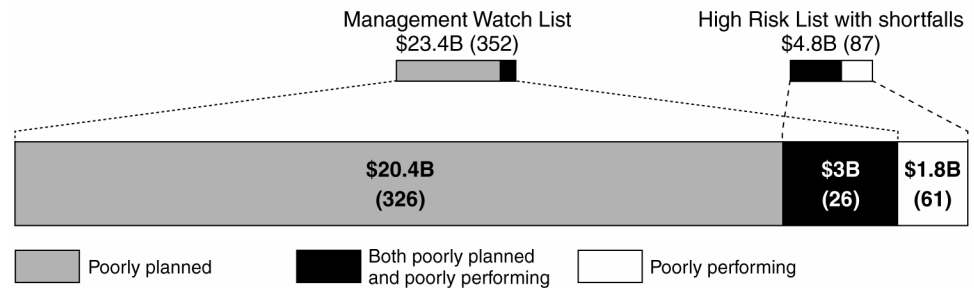 Management Watch List
$23.4B (352)
High Risk List with shortfalls
$4.8B (87)
$20.4B
(326)
$3B
(26)
$1.8B
(61)
Poorly planned
Both poorly planned
and poorly performing
Poorly performing